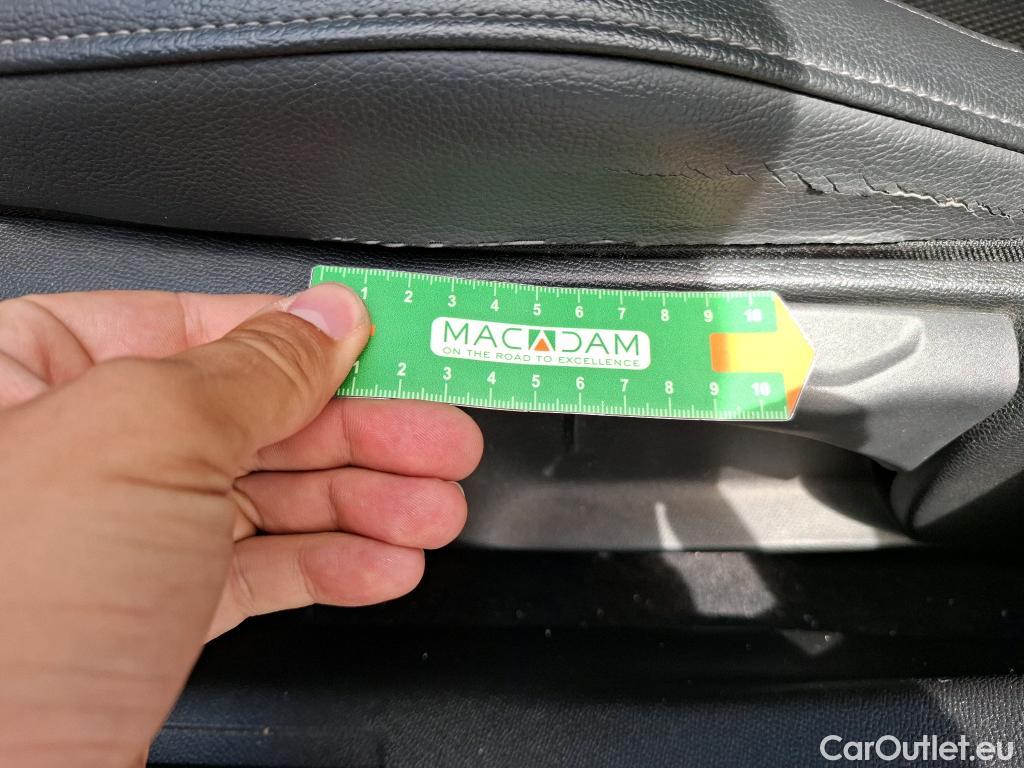 1 2 3 4 5 6 7 8 9 10
MACADAM
ON THE ROAD TO EXCELLENCE
1 2 3 4 5 6 7 8 9 10
CarOutlet.eu